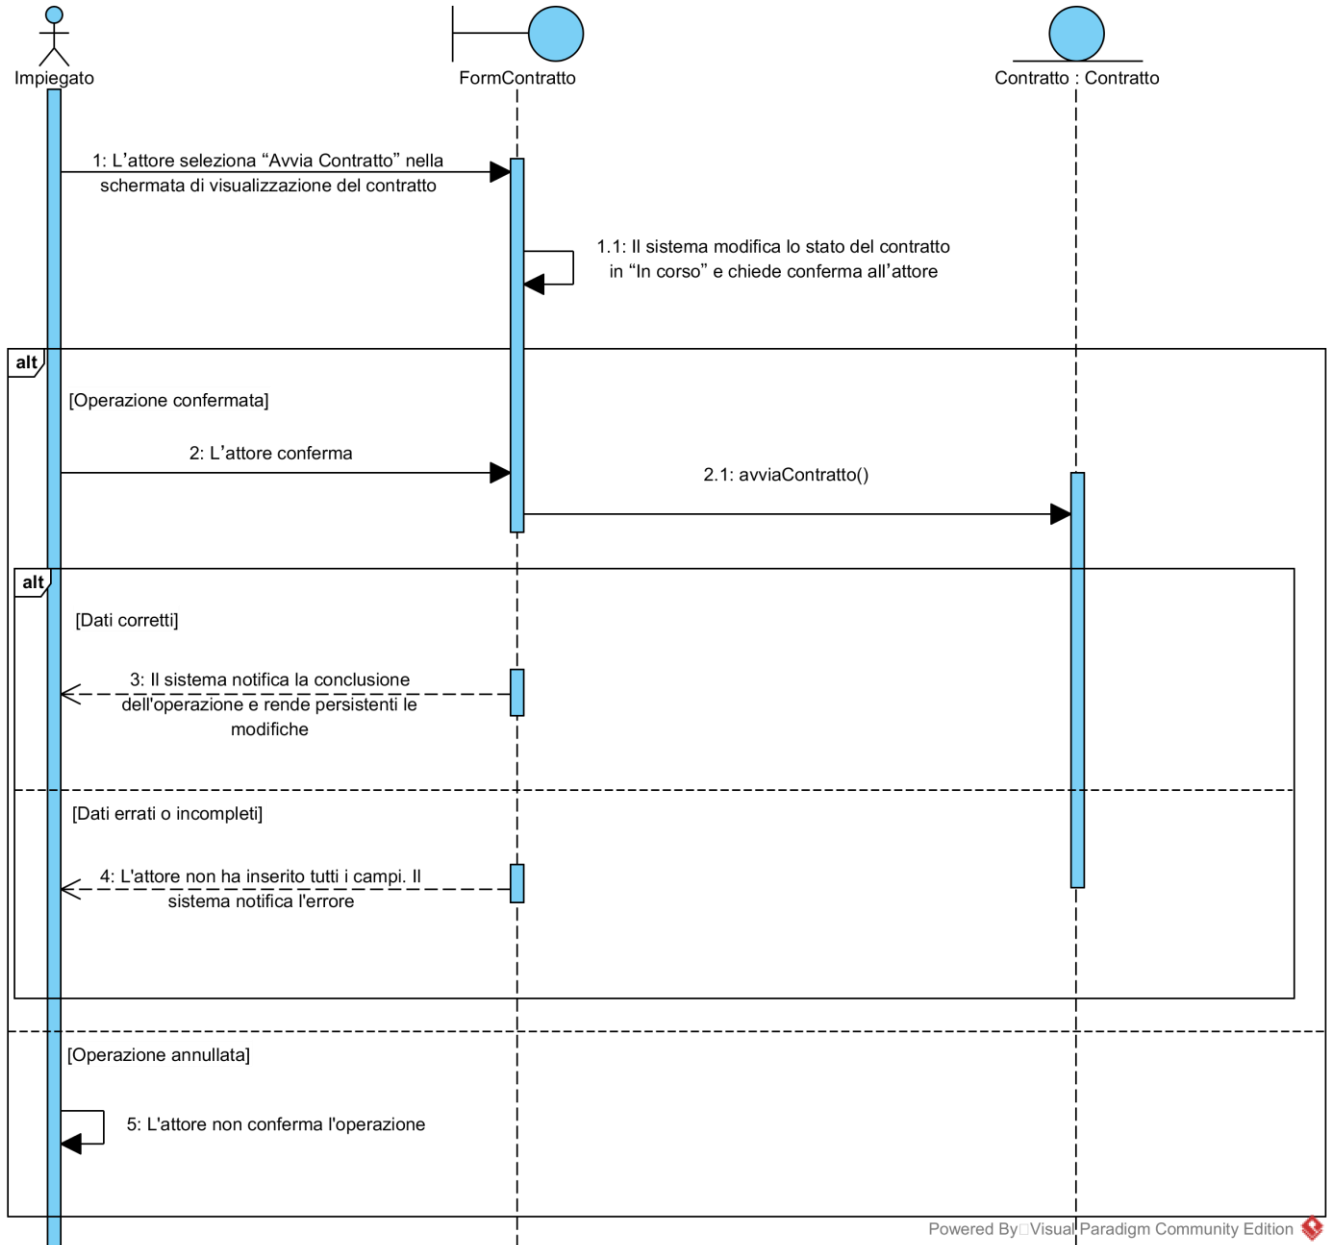 Impiegato
FormContratto
Contratto : Contratto
1: L’attore seleziona “Avvia Contratto” nella
schermata di visualizzazione del contratto
1.1: Il sistema modifica lo stato del contratto
in “In corso” e chiede conferma all’attore
alt
[Operazione confermata]
2: L’attore conferma
2.1: avviaContratto()
alt
[Dati corretti]
3: Il sistema notifica la conclusione
dell'operazione e rende persistenti le
modifiche
[Dati errati o incompleti]
4: L'attore non ha inserito tutti i campi. Il
sistema notifica l'errore
[Operazione annullata]
5: L'attore non conferma l'operazione
Powered By Visual Paradigm Community Edition